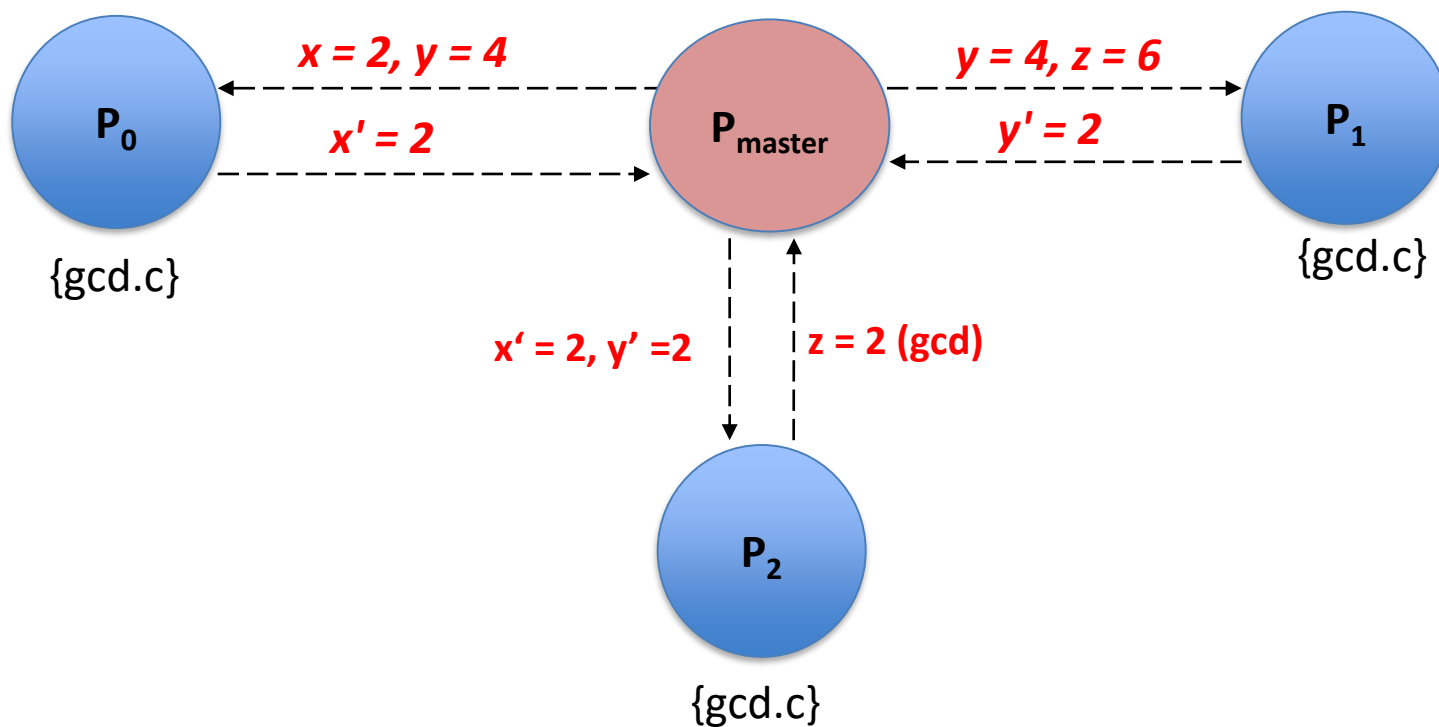 x = 2, y = 4
y = 4, z = 6
P0
x' = 2
Pmaster
y' = 2
P1
{gcd.c}
{gcd.c}
x‘ = 2, y’ =2
z = 2 (gcd)
P2
{gcd.c}